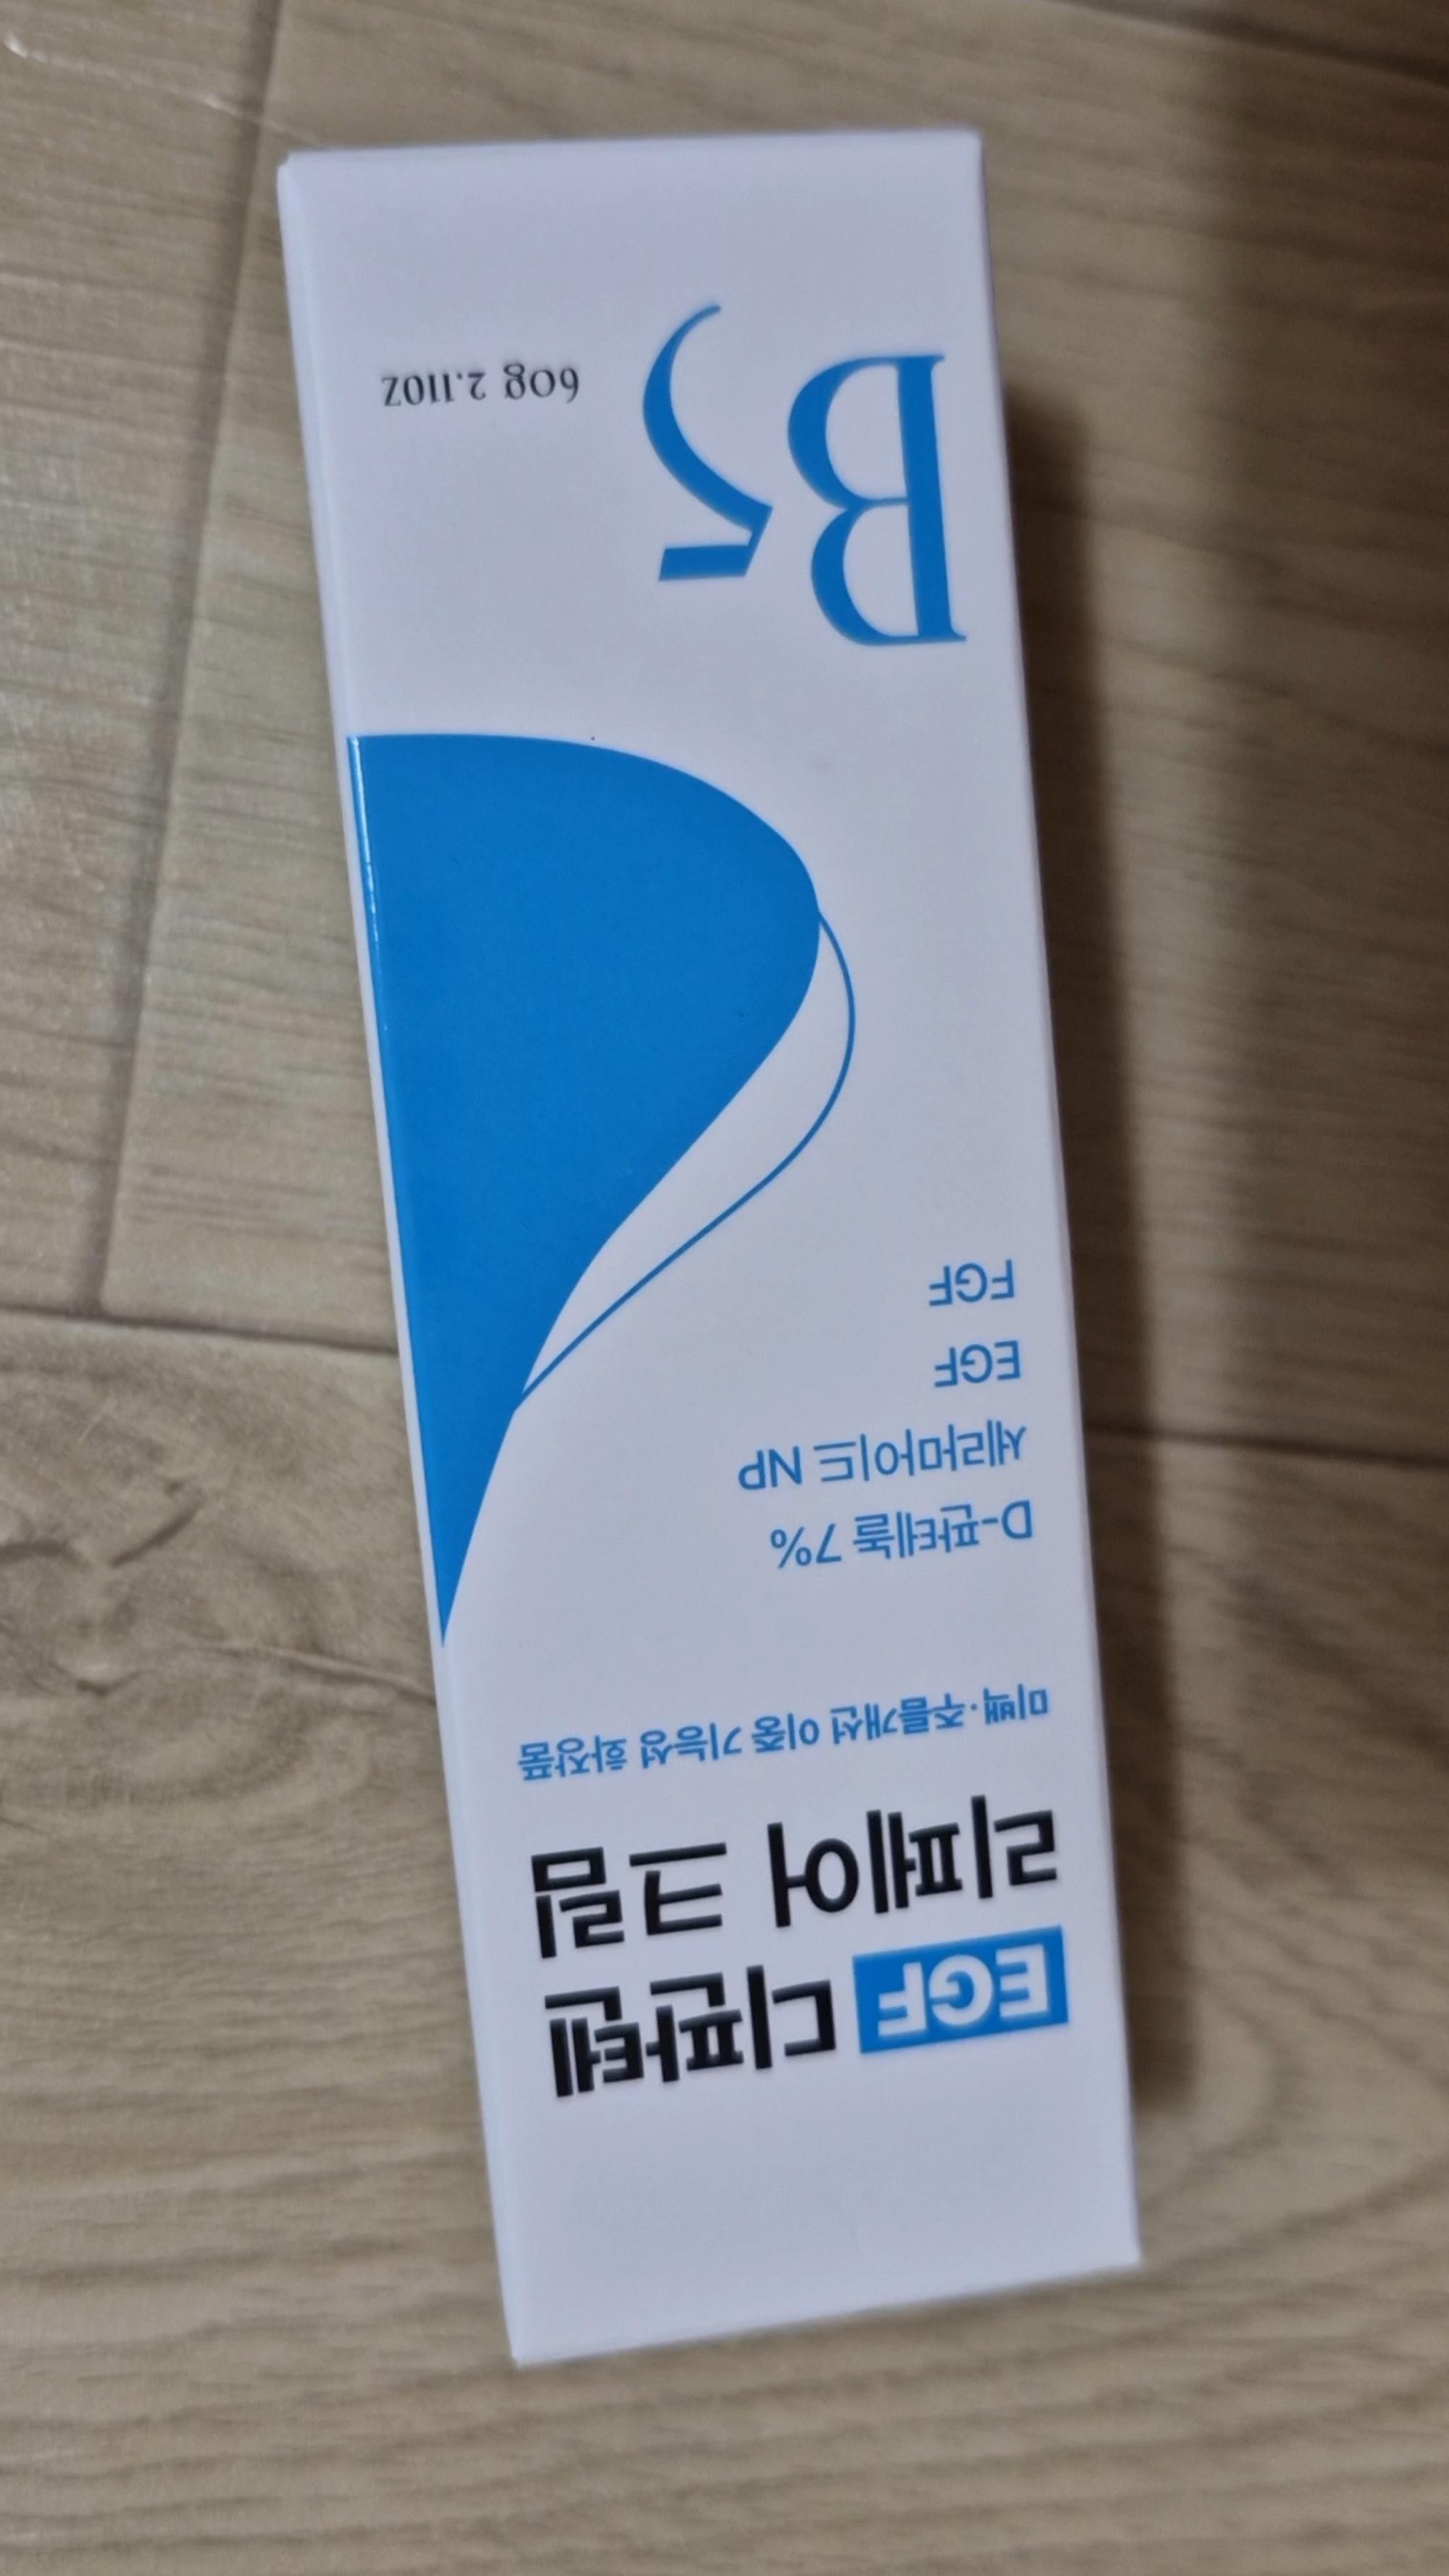 EGF 디판텐
리페어 크림
미백·주름개선 이중 기능성 화장품
D-판테놀 7%
세라마이드 NP
EGF
FGF
B5
60g 2.11OZ